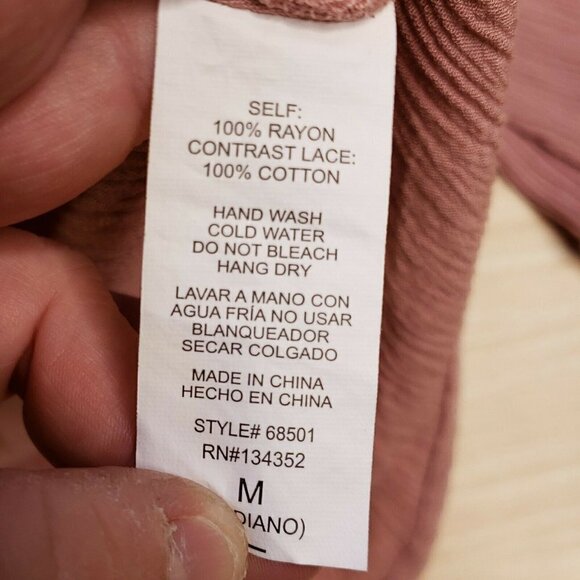 SELF:
100% RAYON
CONTRAST LACE:
100% COTTON
HAND WASH
COLD WATER
DO NOT BLEACH
HANG DRY
LAVAR A MANO CON
AGUA FRÍA NO USAR
BLANQUEADOR
SECAR COLGADO
MADE IN CHINA
HECHO EN CHINA
STYLE# 68501
RN#134352
M